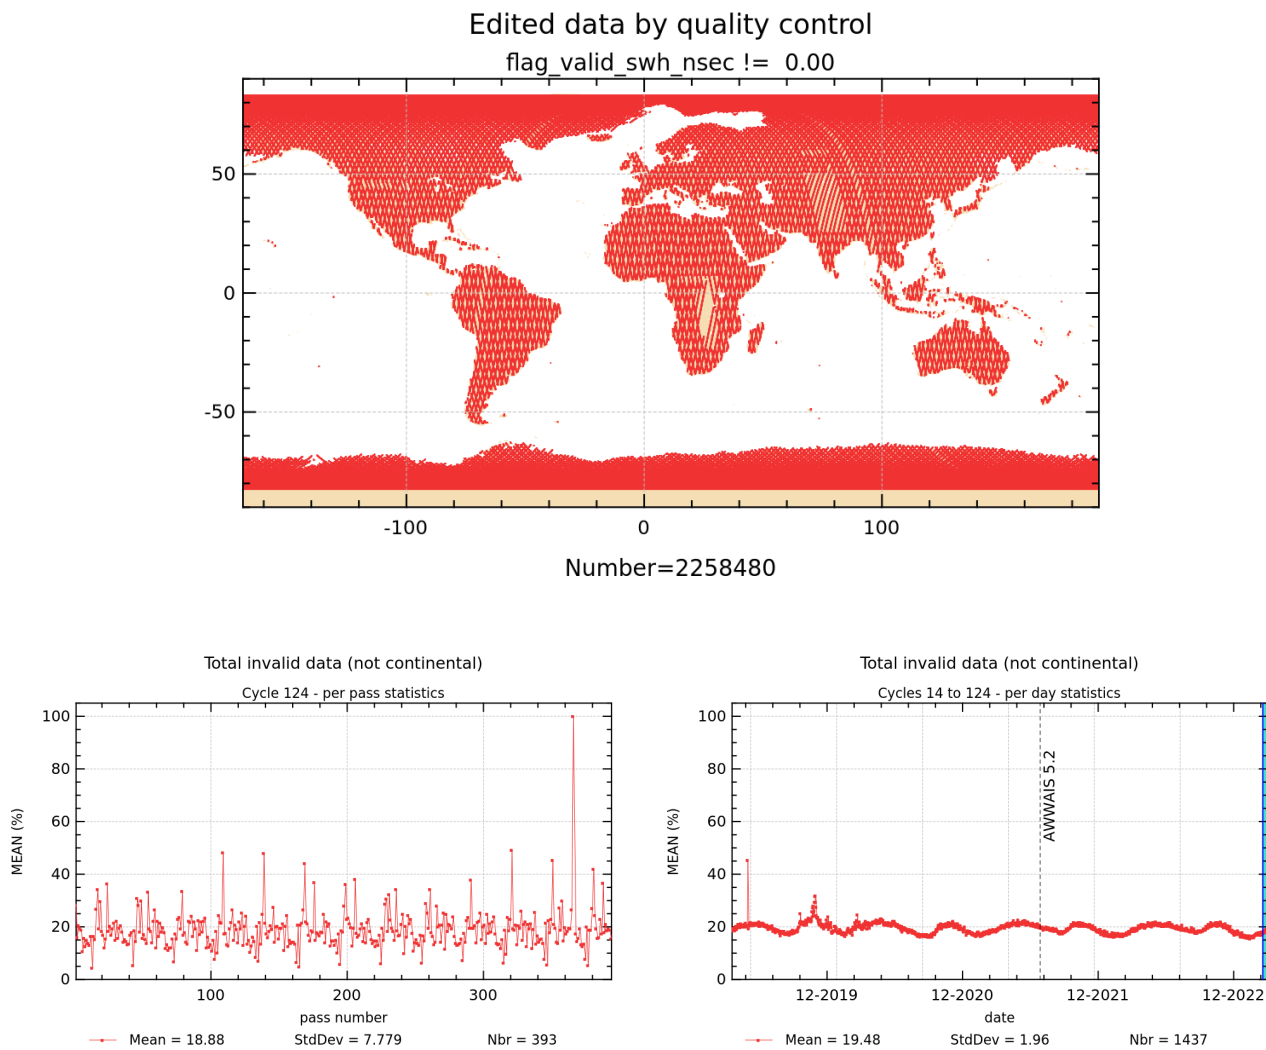 Edited data by quality control
flag_valid_swh_nsec !=  0.00
50
0
-50
-100
0
100
Number=2258480
Total invalid data (not continental)
Cycle 124 - per pass statistics
MEAN (%)
100
80
60
40
20
0
100
200
300
pass number
Mean = 18.88
StdDev = 7.779
Nbr = 393
Total invalid data (not continental)
Cycles 14 to 124 - per day statistics
MEAN (%)
100
80
60
40
20
0
AWWAIS 5.2
12-2019
12-2020
12-2021
12-2022
date
Mean = 19.48
StdDev = 1.96
Nbr = 1437